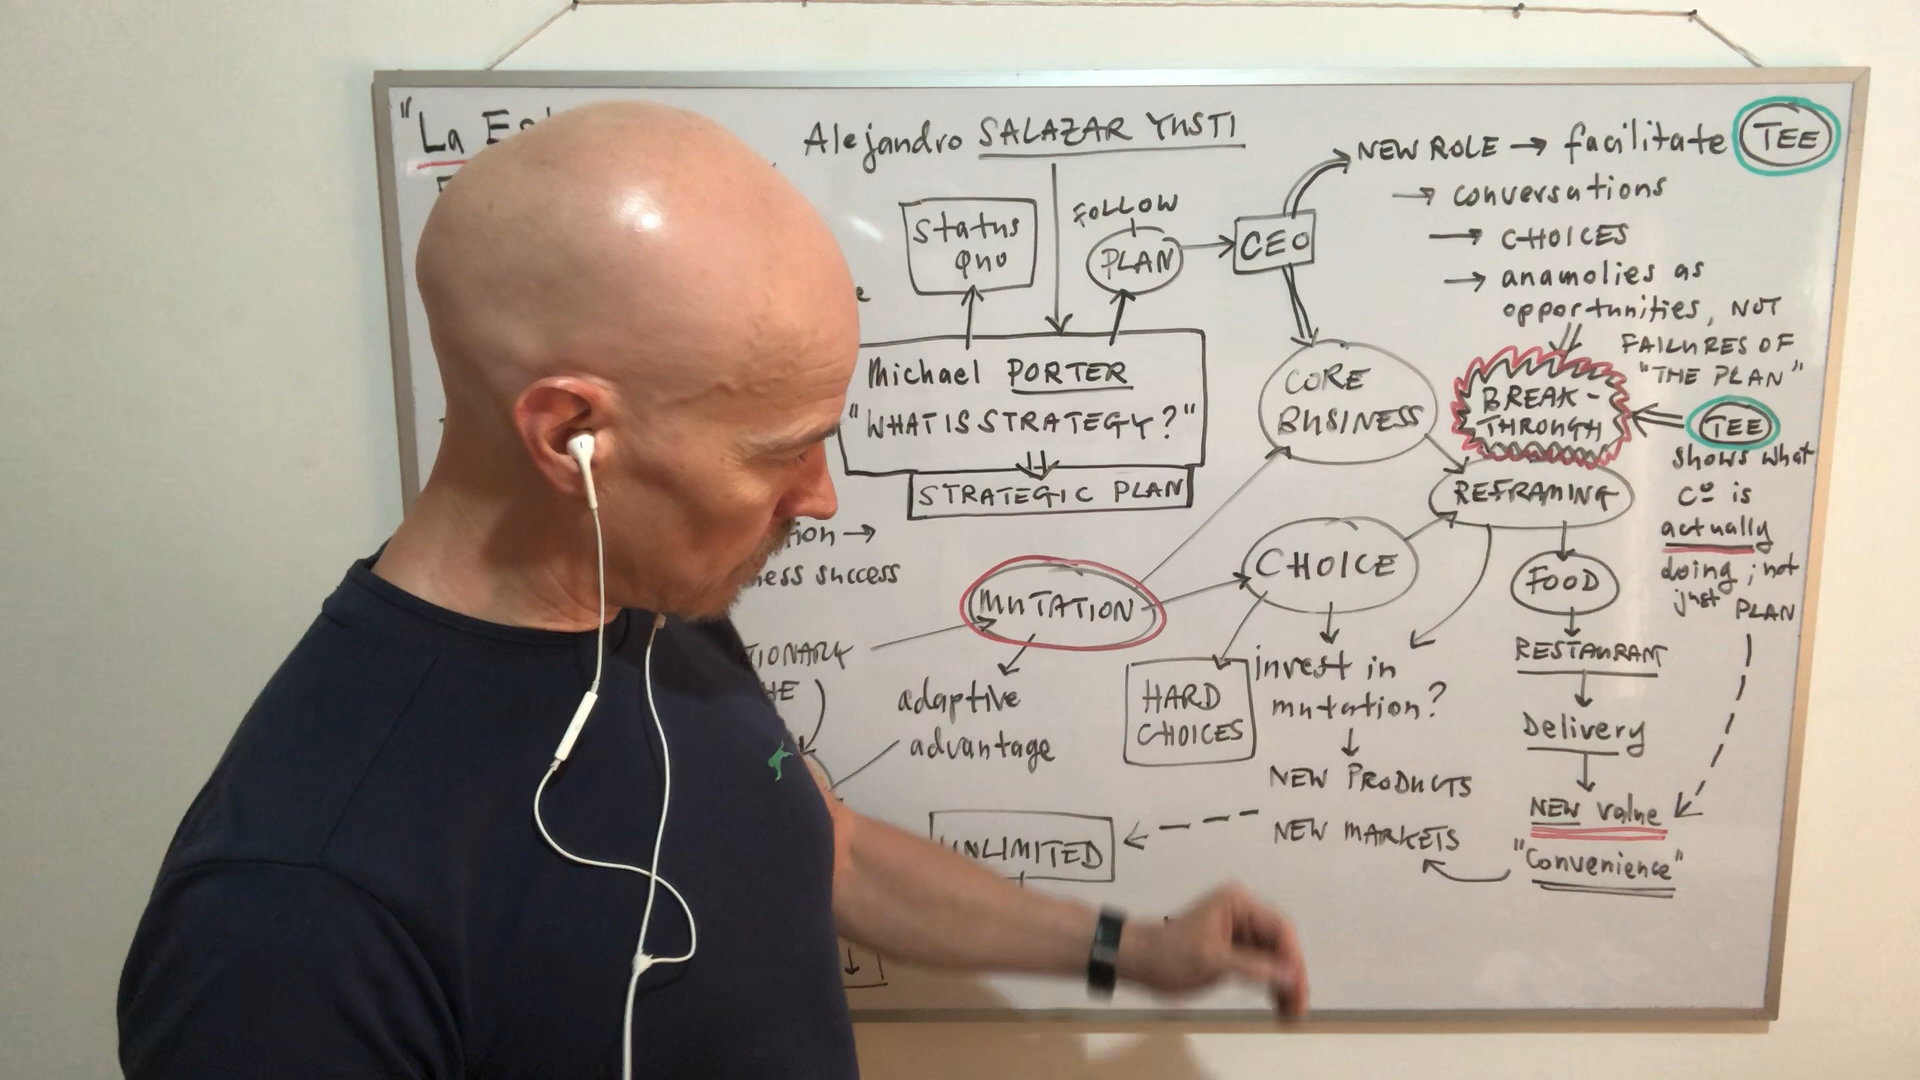 "La
Alejandro SALAZAR YUSTI
NEW ROLE → facilitate TEE
→ conversations
→ CHOICES
→ anamolies as
opportunities, NOT
FAILURES OF
"THE PLAN"
Status
quo
FOLLOW
PLAN
CEO
Michael PORTER
"WHAT IS STRATEGY?"
STRATEGIC PLAN
CORE
BUSINESS
BREAK-
THROUGH
TEE
shows what
Cº is
actually
doing; not
just PLAN
REFRAMING
success
MUTATION
CHOICE
FOOD
adaptive
advantage
HARD
CHOICES
invest in
mutation?
NEW PRODUCTS
NEW MARKETS
UNLIMITED
RESTAURANT
Delivery
NEW value
"Convenience"